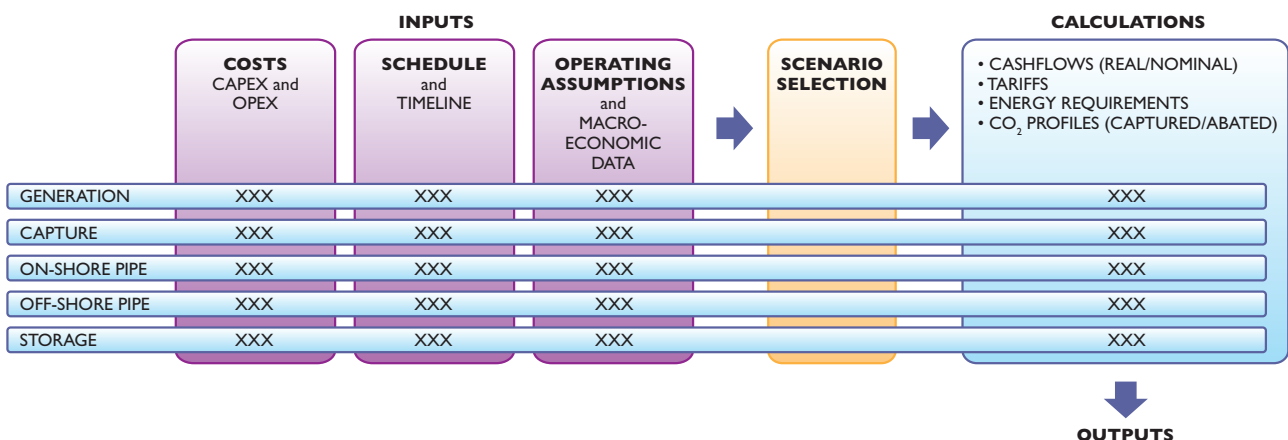 INPUTS
CALCULATIONS
COSTS
CAPEX and
OPEX
SCHEDULE
and
TIMELINE
OPERATING
ASSUMPTIONS
and
MACRO-
ECONOMIC
DATA
SCENARIO
SELECTION
• CASHFLOWS (REAL/NOMINAL)
• TARIFFS
• ENERGY REQUIREMENTS
• CO₂ PROFILES (CAPTURED/ABATED)
GENERATION XXX XXX XXX XXX
CAPTURE XXX XXX XXX XXX
ON-SHORE PIPE XXX XXX XXX XXX
OFF-SHORE PIPE XXX XXX XXX XXX
STORAGE XXX XXX XXX XXX
OUTPUTS